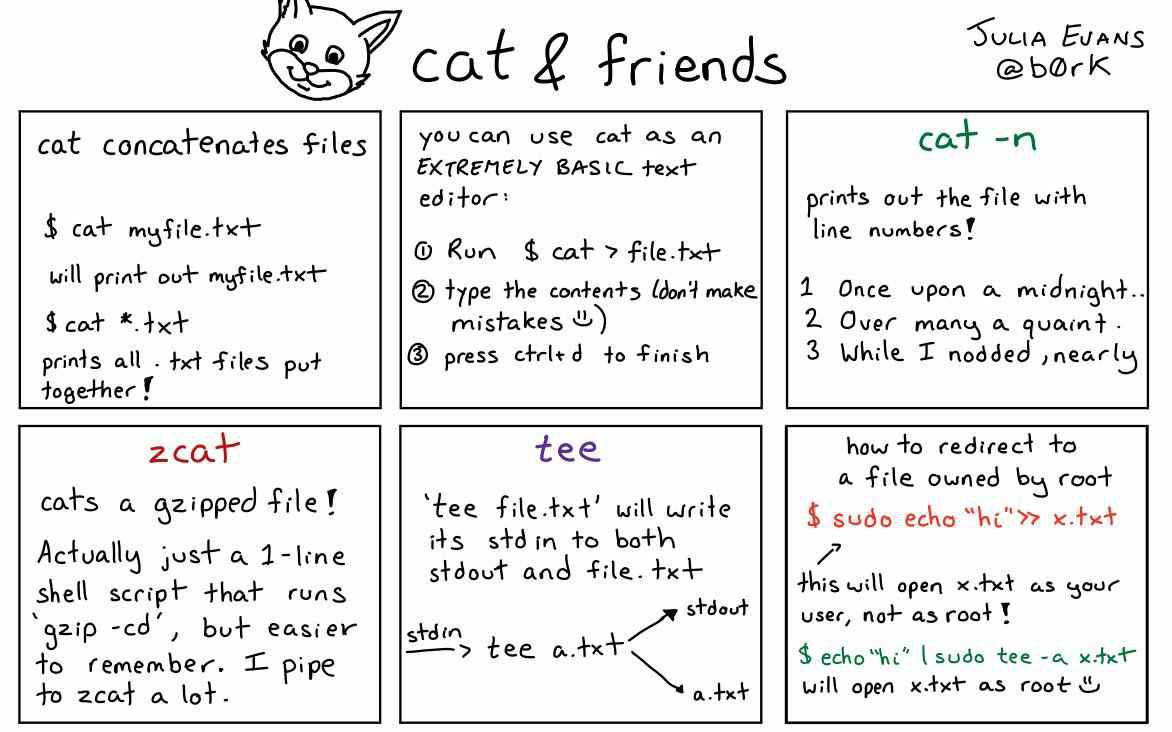 cat & friends
JULIA EVANS
@b0rk
cat concatenates files
$ cat myfile.txt
will print out myfile.txt
$ cat *.txt
prints all .txt files put
together!
you can use cat as an
EXTREMELY BASIC text
editor:
① Run $ cat > file.txt
② type the contents (don't make
mistakes ☺)
③ press ctrl+d to finish
cat -n
prints out the file with
line numbers!
1 Once upon a midnight..
2 Over many a quaint.
3 While I nodded, nearly
zcat
cats a gzipped file!
Actually just a 1-line
shell script that runs
`gzip -cd', but easier
to remember. I pipe
to zcat a lot.
tee
'tee file.txt' will write
its stdin to both
stdout and file.txt
stdin
tee a.txt
stdout
a.txt
how to redirect to
a file owned by root
$ sudo echo "hi" >> x.txt
this will open x.txt as your
user, not as root!
$ echo "hi" | sudo tee -a x.txt
will open x.txt as root ☺